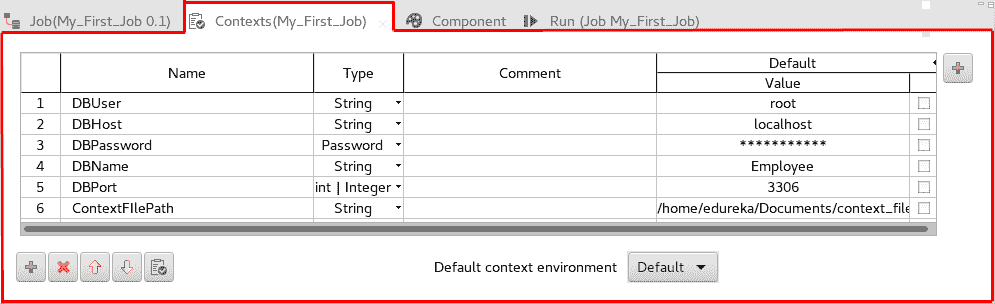 Job(My_First_Job 0.1) Contexts(My_First_Job) Component Run (Job My_First_Job)
Name Type Comment Default
Value
1 DBUser String root
2 DBHost String localhost
3 DBPassword Password ***********
4 DBName String Employee
5 DBPort int | Integer 3306
6 ContextFIlePath String /home/edureka/Documents/context_file
Default context environment Default